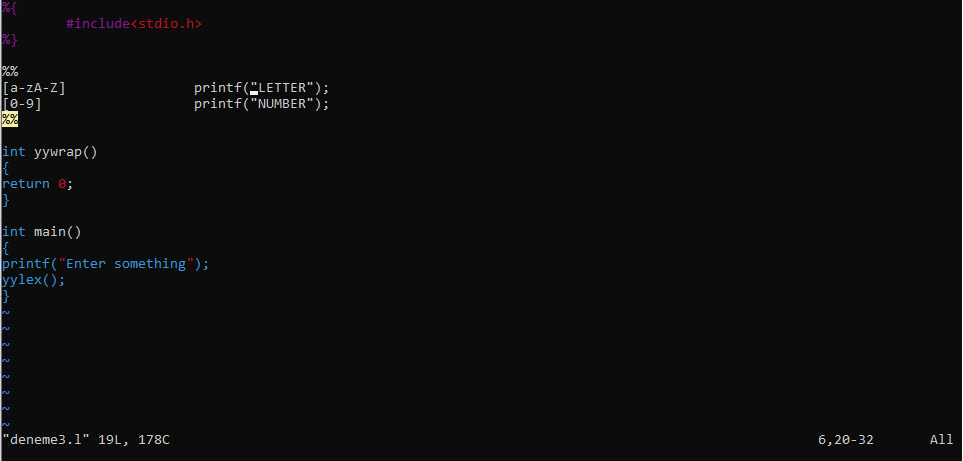 %{
        #include<stdio.h>
%}

%%
[a-zA-Z]                printf("LETTER");
[0-9]                   printf("NUMBER");
%%

int yywrap()
{
return 0;
}

int main()
{
printf("Enter something");
yylex();
}
~
~
~
~
~
~
~
~
"deneme3.l" 19L, 178C                                                                 6,20-32       All